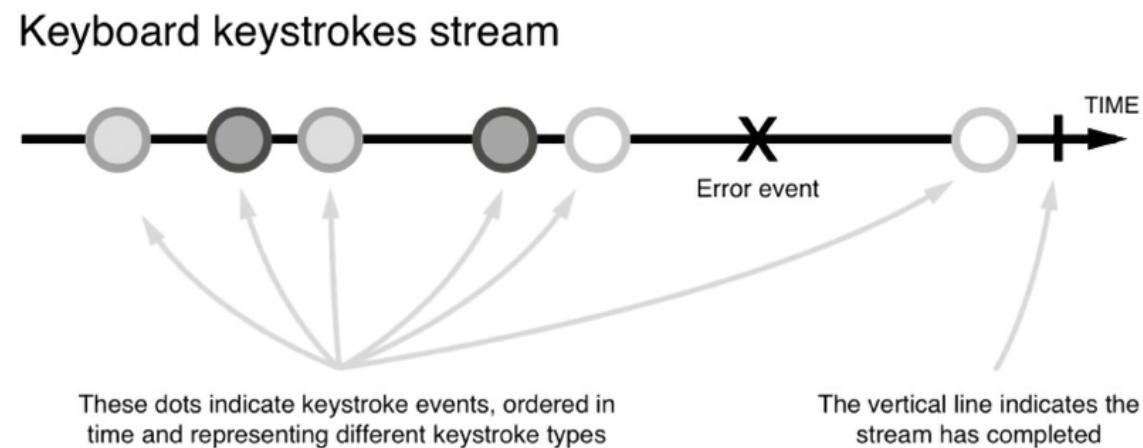 Keyboard keystrokes stream
TIME
Error event
These dots indicate keystroke events, ordered in
time and representing different keystroke types
The vertical line indicates the
stream has completed